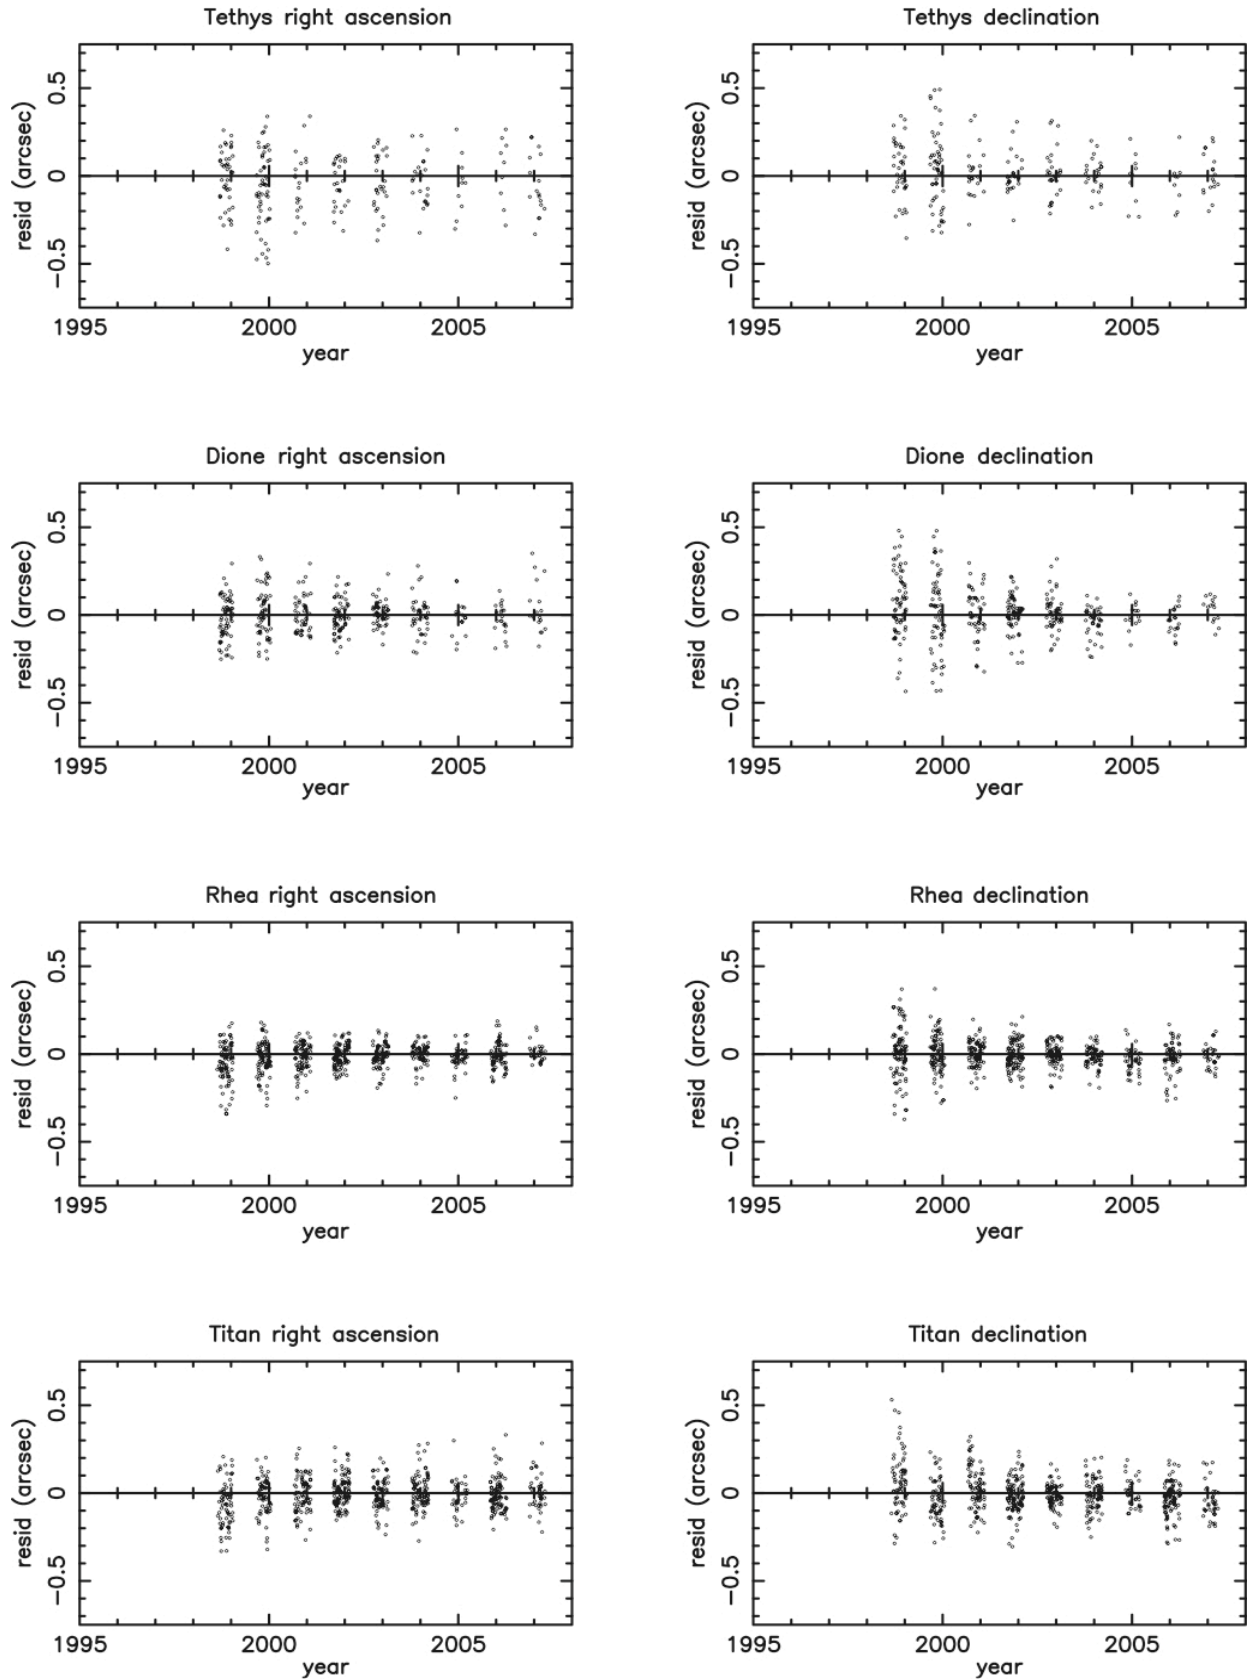 Tethys right ascension
resid (arcsec)
0.5
0
−0.5
1995 2000 2005
year
Tethys declination
resid (arcsec)
0.5
0
−0.5
1995 2000 2005
year
Dione right ascension
resid (arcsec)
0.5
0
−0.5
1995 2000 2005
year
Dione declination
resid (arcsec)
0.5
0
−0.5
1995 2000 2005
year
Rhea right ascension
resid (arcsec)
0.5
0
−0.5
1995 2000 2005
year
Rhea declination
resid (arcsec)
0.5
0
−0.5
1995 2000 2005
year
Titan right ascension
resid (arcsec)
0.5
0
−0.5
1995 2000 2005
year
Titan declination
resid (arcsec)
0.5
0
−0.5
1995 2000 2005
year